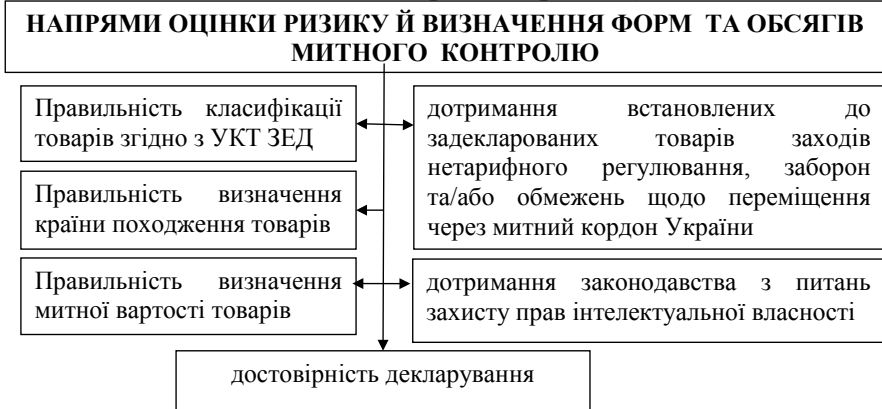 НАПРЯМИ ОЦІНКИ РИЗИКУ Й ВИЗНАЧЕННЯ ФОРМ ТА ОБСЯГІВ
МИТНОГО КОНТРОЛЮ
Правильність класифікації
товарів згідно з УКТ ЗЕД
Правильність визначення
країни походження товарів
Правильність визначення
митної вартості товарів
дотримання встановлених до
задекларованих товарів заходів
нетарифного регулювання, заборон
та/або обмежень щодо переміщення
через митний кордон України
дотримання законодавства з питань
захисту прав інтелектуальної власності
достовірність декларування